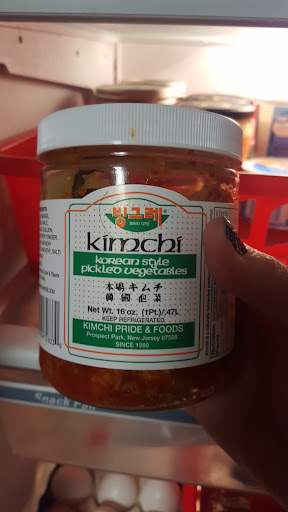 빙그레
BING GRE
kimchi
korean style
pickled vegetables
本場キムチ
韓國泡菜
Net Wt. 16 oz. (1Pt.)/.47L
KEEP REFRIGERATED.
KIMCHI PRIDE & FOODS
Prospect Park, New Jersey 07508
SINCE 1980